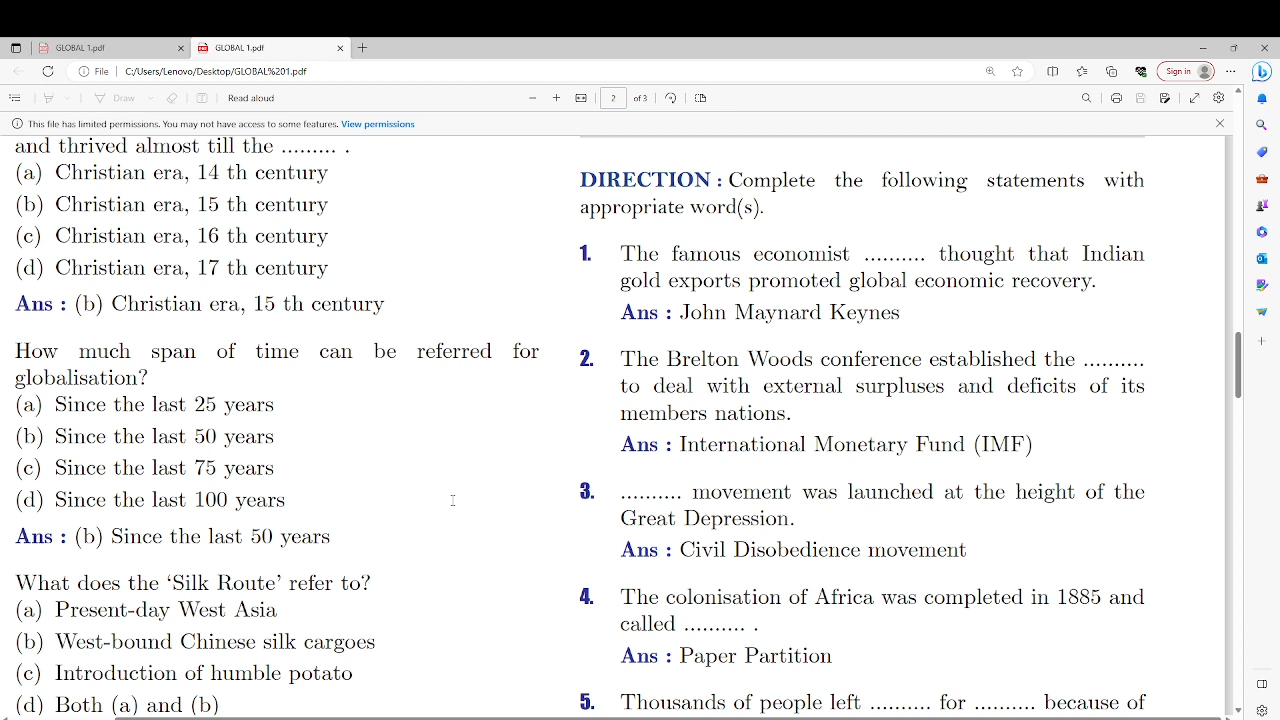 GLOBAL 1.pdf
GLOBAL 1.pdf
File
C:/Users/Lenovo/Desktop/GLOBAL%201.pdf
Sign in
Draw
Read aloud
2
of 3
This file has limited permissions. You may not have access to some features. View permissions
and thrived almost till the ......... .
(a) Christian era, 14 th century
(b) Christian era, 15 th century
(c) Christian era, 16 th century
(d) Christian era, 17 th century
Ans : (b) Christian era, 15 th century
How much span of time can be referred for
globalisation?
(a) Since the last 25 years
(b) Since the last 50 years
(c) Since the last 75 years
(d) Since the last 100 years
Ans : (b) Since the last 50 years
What does the ‘Silk Route’ refer to?
(a) Present-day West Asia
(b) West-bound Chinese silk cargoes
(c) Introduction of humble potato
(d) Both (a) and (b)
DIRECTION : Complete the following statements with
appropriate word(s).
1. The famous economist .......... thought that Indian
gold exports promoted global economic recovery.
Ans : John Maynard Keynes
2. The Brelton Woods conference established the ..........
to deal with external surpluses and deficits of its
members nations.
Ans : International Monetary Fund (IMF)
3. .......... movement was launched at the height of the
Great Depression.
Ans : Civil Disobedience movement
4. The colonisation of Africa was completed in 1885 and
called .......... .
Ans : Paper Partition
5. Thousands of people left .......... for .......... because of